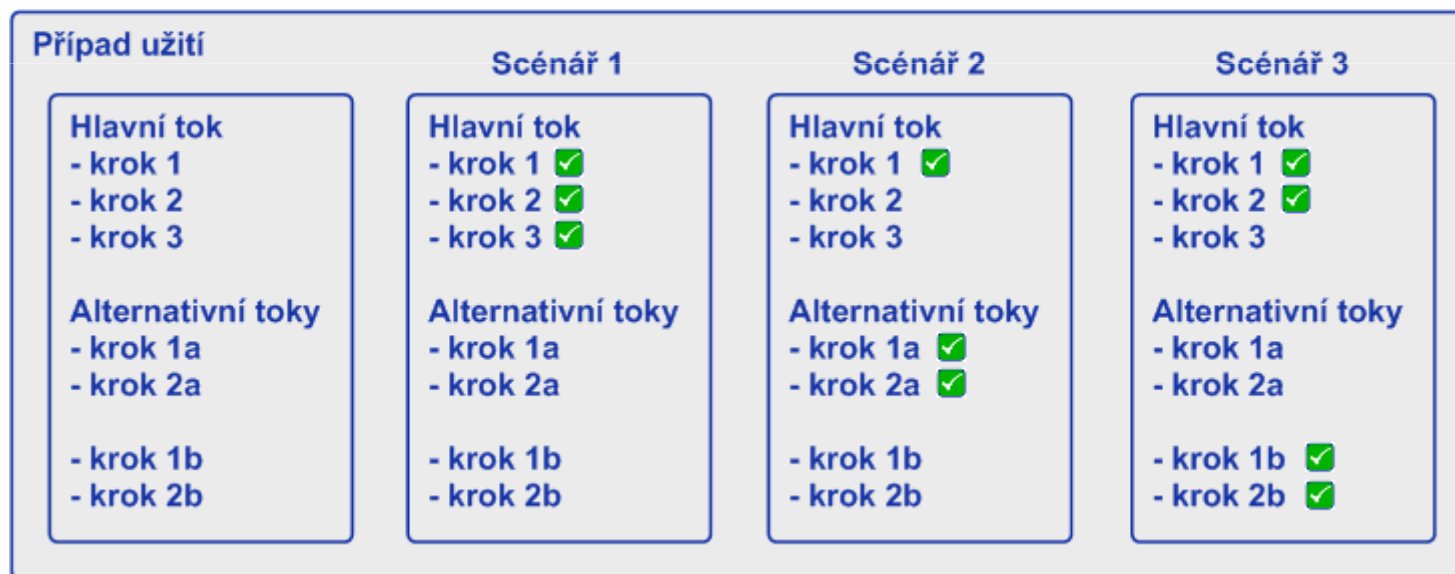 Případ užití
Scénář 1
Scénář 2
Scénář 3
Hlavní tok
- krok 1
- krok 2
- krok 3
Alternativní toky
- krok 1a
- krok 2a
- krok 1b
- krok 2b
Hlavní tok
- krok 1 ✅
- krok 2 ✅
- krok 3 ✅
Alternativní toky
- krok 1a
- krok 2a
- krok 1b
- krok 2b
Hlavní tok
- krok 1 ✅
- krok 2
- krok 3
Alternativní toky
- krok 1a ✅
- krok 2a ✅
- krok 1b
- krok 2b
Hlavní tok
- krok 1 ✅
- krok 2 ✅
- krok 3
Alternativní toky
- krok 1a
- krok 2a
- krok 1b ✅
- krok 2b ✅